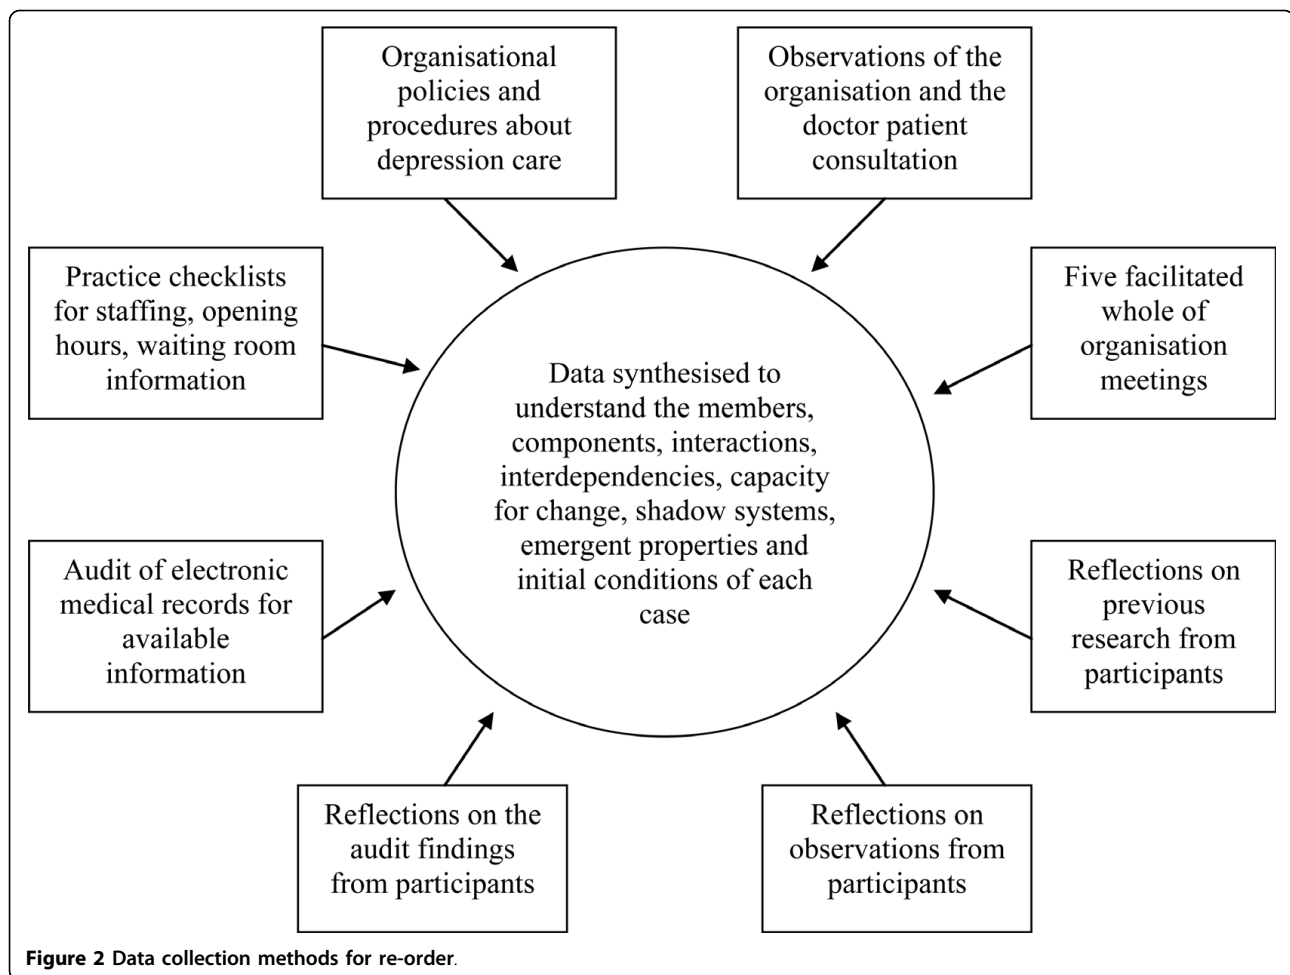 Organisational
policies and
procedures about
depression care
Observations of the
organisation and the
doctor patient
consultation
Practice checklists
for staffing, opening
hours, waiting room
information
Five facilitated
whole of
organisation
meetings
Data synthesised to
understand the members,
components, interactions,
interdependencies, capacity
for change, shadow systems,
emergent properties and
initial conditions of each
case
Audit of electronic
medical records for
available
information
Reflections on
previous
research from
participants
Reflections on the
audit findings
from participants
Reflections on
observations from
participants
Figure 2 Data collection methods for re-order.